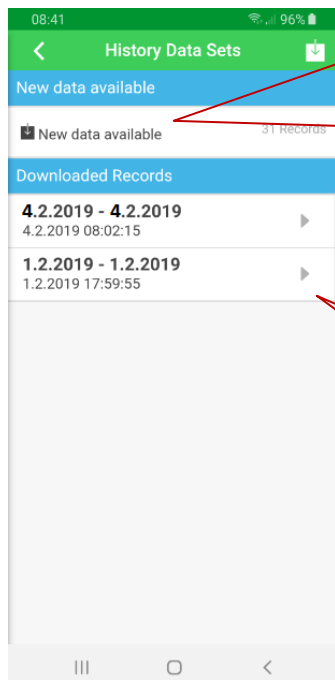 08:41 96%
History Data Sets
New data available
New data available 31 Records
Downloaded Records
4.2.2019 - 4.2.2019
4.2.2019 08:02:15
1.2.2019 - 1.2.2019
1.2.2019 17:59:55